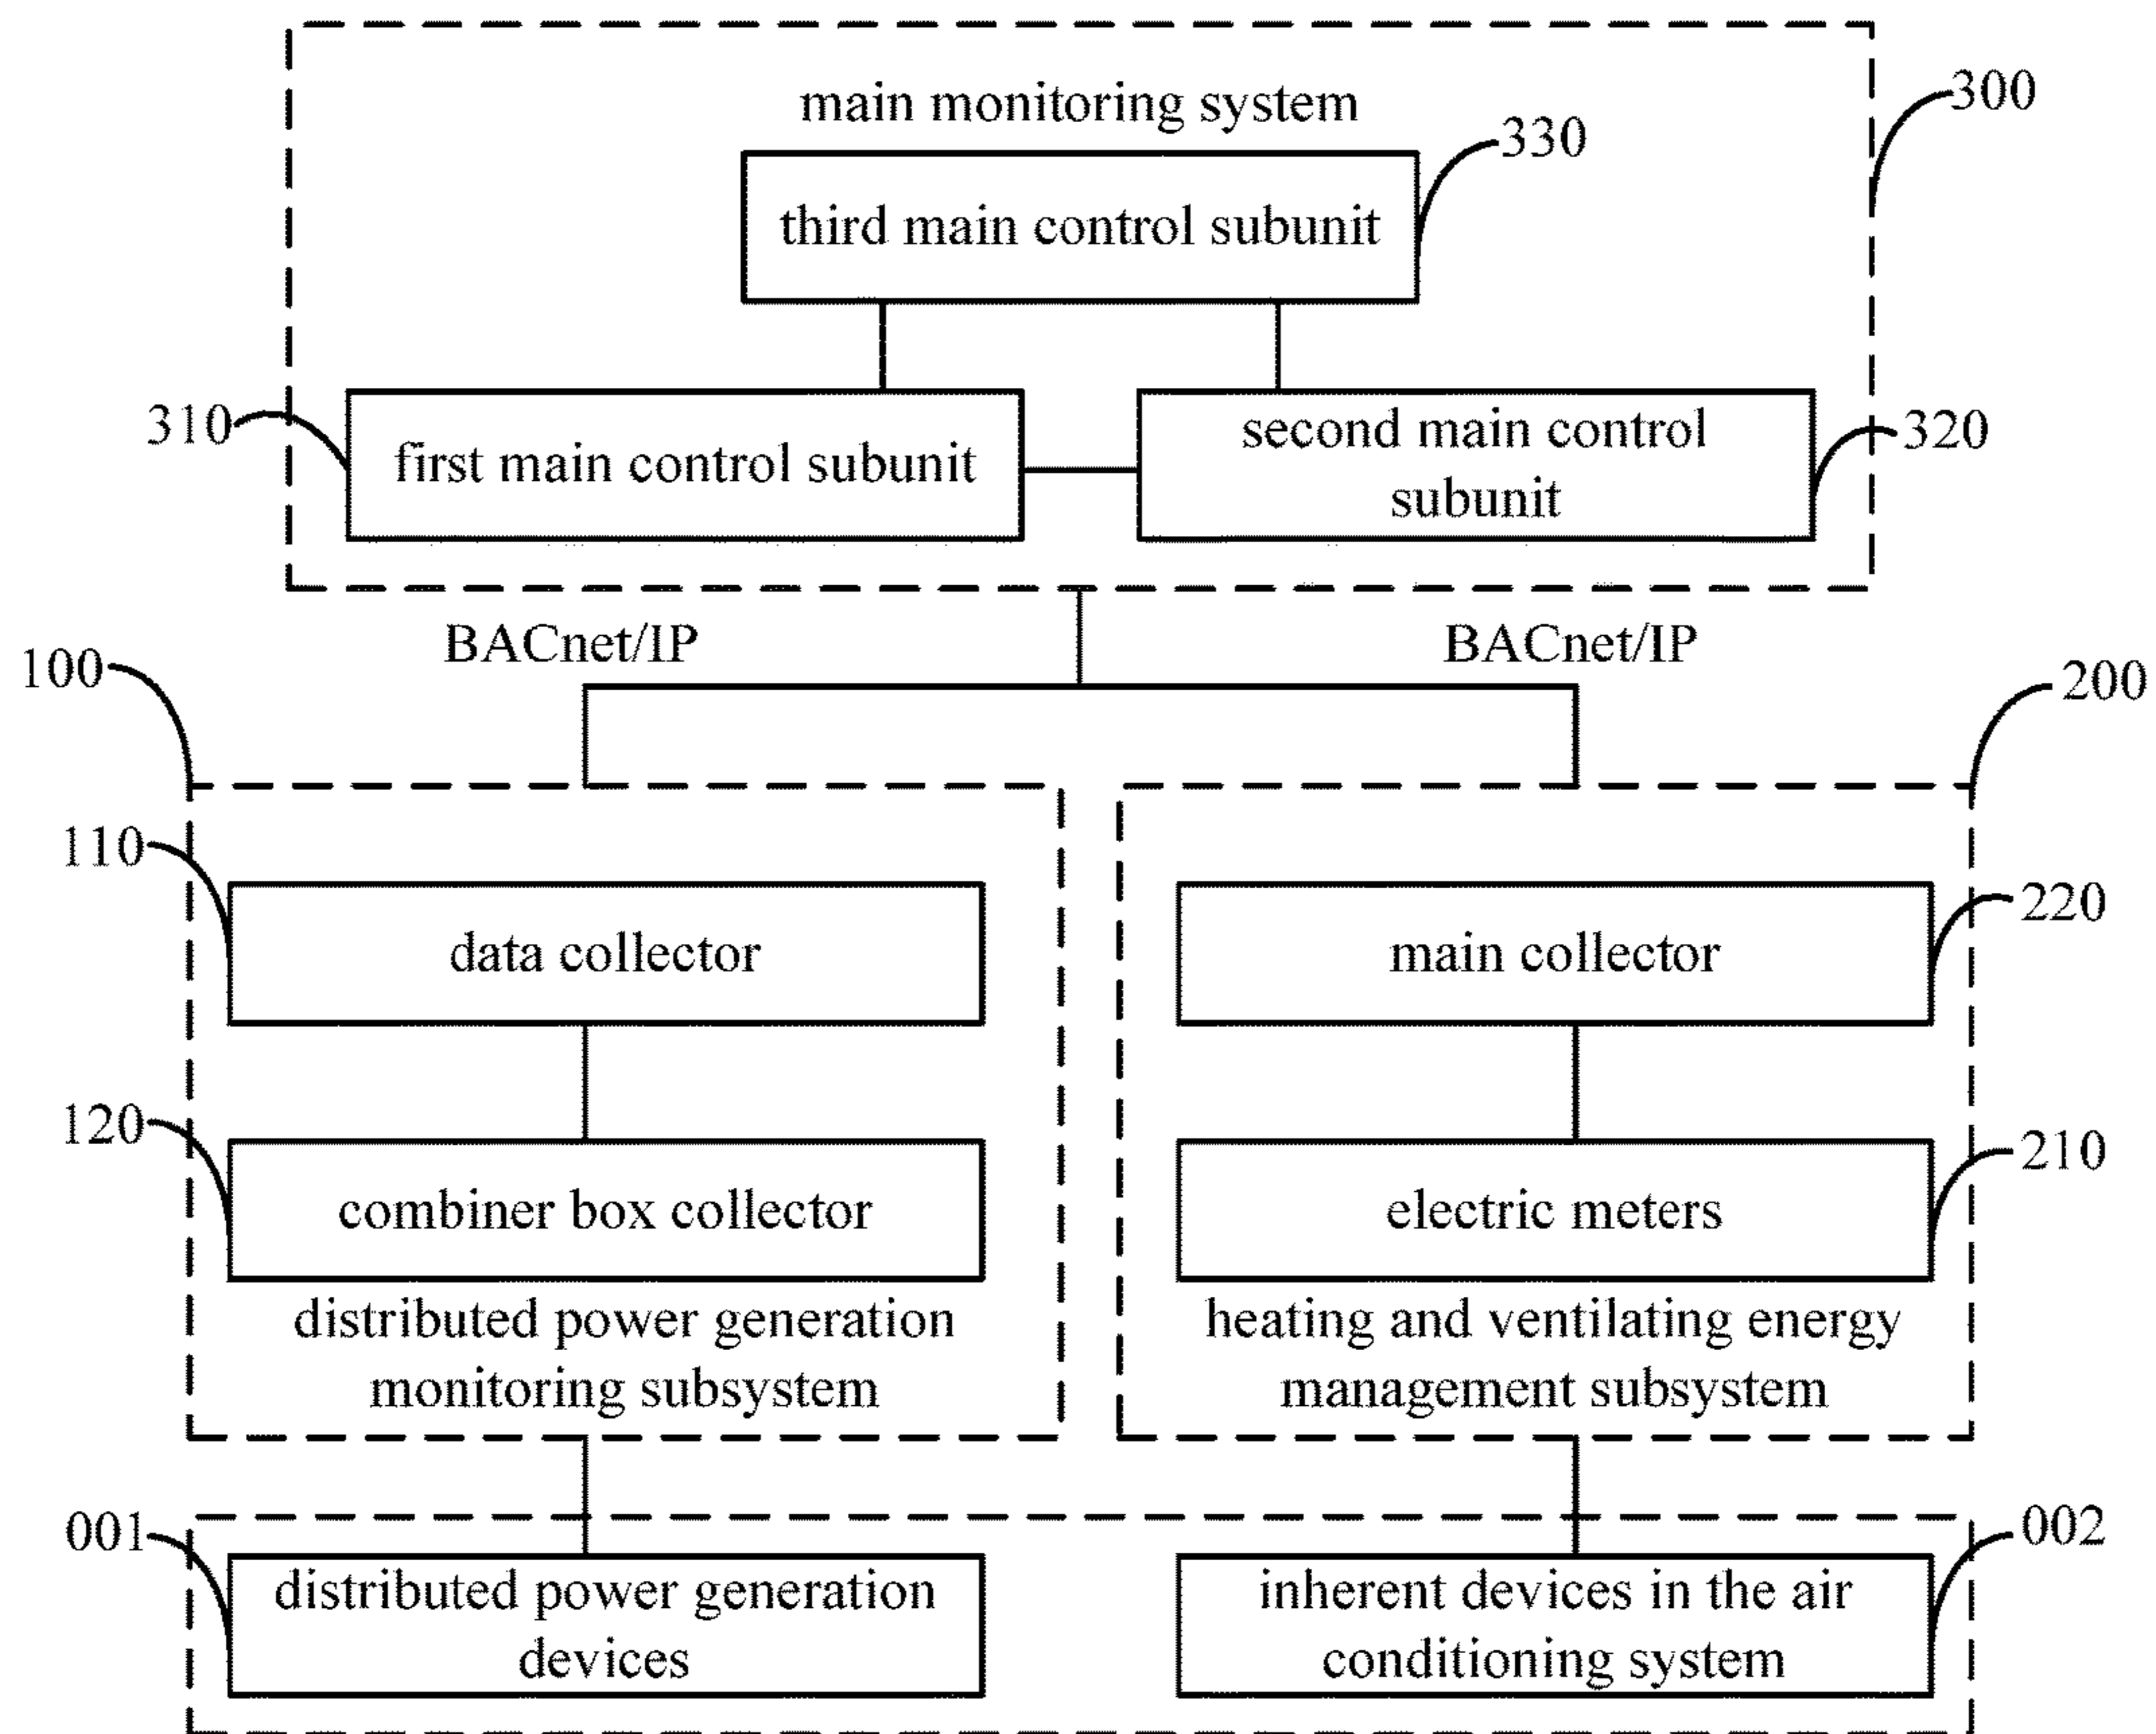 main monitoring system
300
330
third main control subunit
310
first main control subunit
second main control
subunit
320
BACnet/IP
BACnet/IP
100
200
110
data collector
main collector
220
120
combiner box collector
electric meters
210
distributed power generation
monitoring subsystem
heating and ventilating energy
management subsystem
001
distributed power generation
devices
inherent devices in the air
conditioning system
002